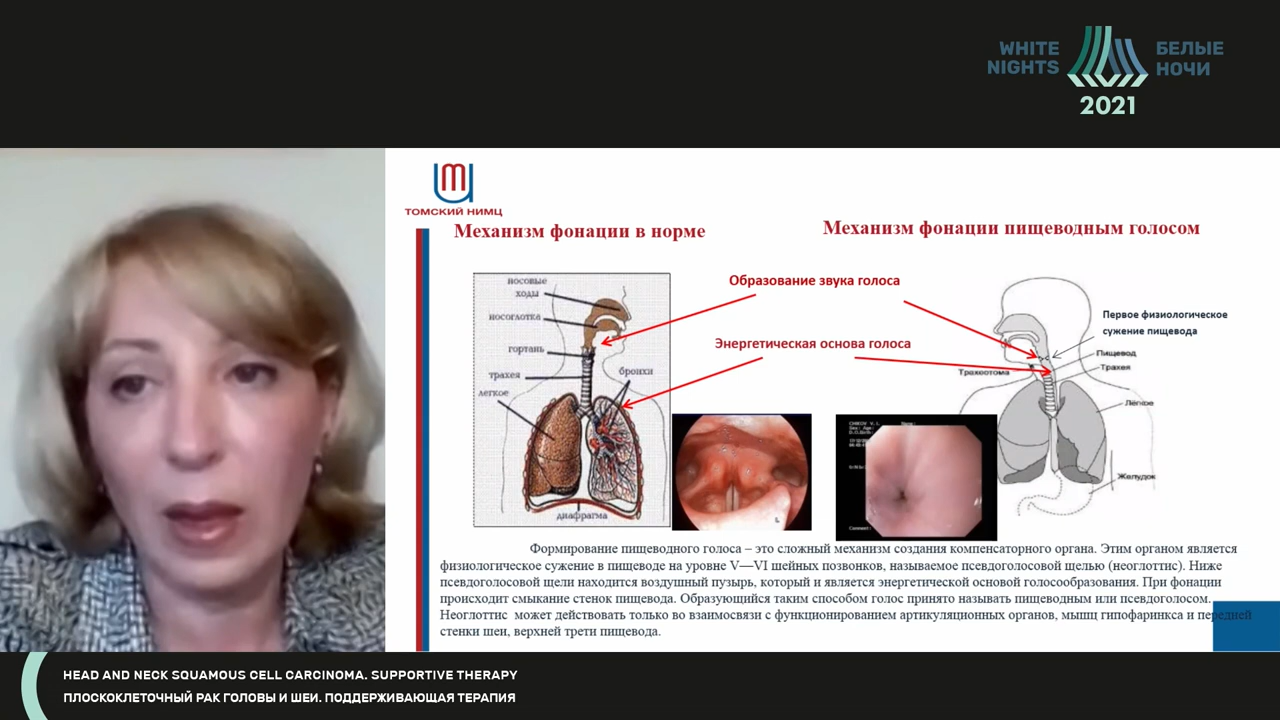 WHITE
NIGHTS
БЕЛЫЕ
НОЧИ
2021
ТОМСКИЙ НИМЦ
Механизм фонации в норме
Механизм фонации пищеводным голосом
Образование звука голоса
Энергетическая основа голоса
носовые
ходы
носоглотка
гортань
трахея
бронхи
легкое
диафрагма
Первое физиологическое
сужение пищевода
Пищевод
Трахея
Трахеотома
Лёгкое
Желудок
L
Формирование пищеводного голоса – это сложный механизм создания компенсаторного органа. Этим органом является
физиологическое сужение в пищеводе на уровне V—VI шейных позвонков, называемое псевдоголосовой щелью (неоглоттис). Ниже
псевдоголосовой щели находится воздушный пузырь, который и является энергетической основой голосообразования. При фонации
происходит смыкание стенок пищевода. Образующийся таким способом голос принято называть пищеводным или псевдоголосом.
Неоглоттис может действовать только во взаимосвязи с функционированием артикуляционных органов, мышц гипофаринкса и передней
стенки шеи, верхней трети пищевода.
HEAD AND NECK SQUAMOUS CELL CARCINOMA. SUPPORTIVE THERAPY
ПЛОСКОКЛЕТОЧНЫЙ РАК ГОЛОВЫ И ШЕИ. ПОДДЕРЖИВАЮЩАЯ ТЕРАПИЯ